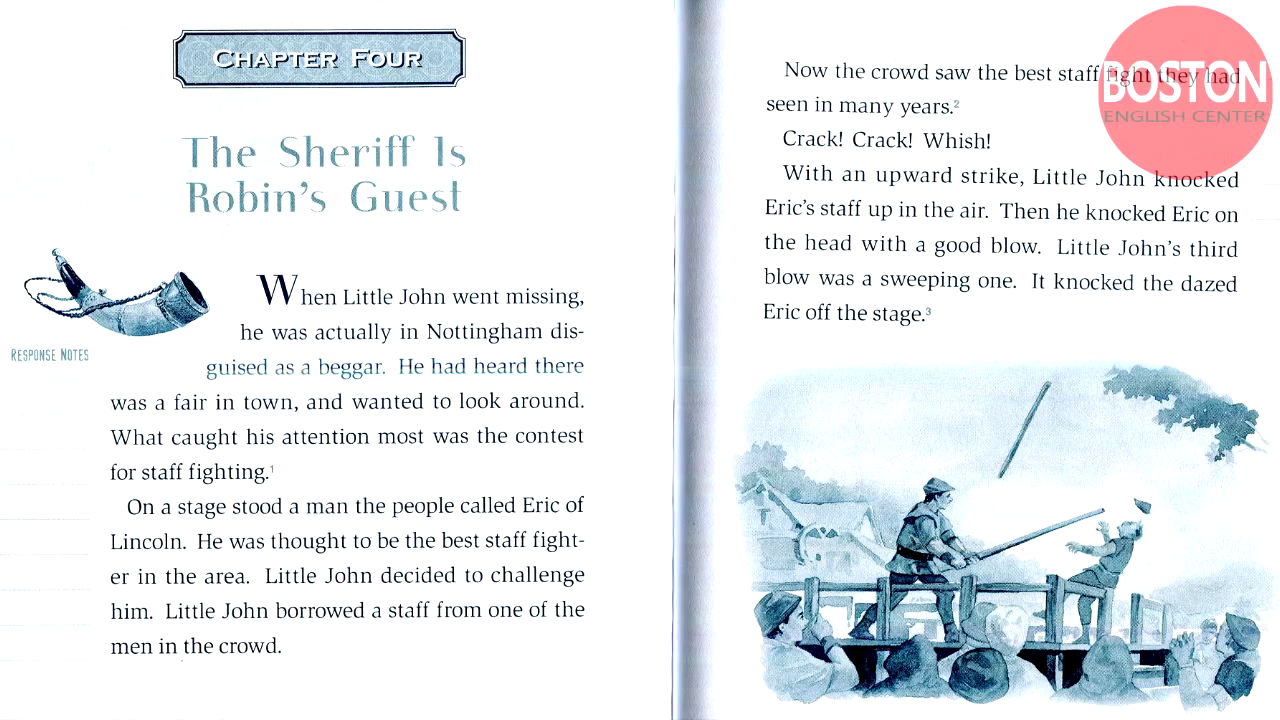 CHAPTER FOUR
The Sheriff Is
Robin's Guest
RESPONSE NOTES
When Little John went missing,
he was actually in Nottingham dis-
guised as a beggar. He had heard there
was a fair in town, and wanted to look around.
What caught his attention most was the contest
for staff fighting.¹
On a stage stood a man the people called Eric of
Lincoln. He was thought to be the best staff fight-
er in the area. Little John decided to challenge
him. Little John borrowed a staff from one of the
men in the crowd.
Now the crowd saw the best staff fight they had
seen in many years.²
Crack! Crack! Whish!
With an upward strike, Little John knocked
Eric's staff up in the air. Then he knocked Eric on
the head with a good blow. Little John's third
blow was a sweeping one. It knocked the dazed
Eric off the stage.³
BOSTON
ENGLISH CENTER